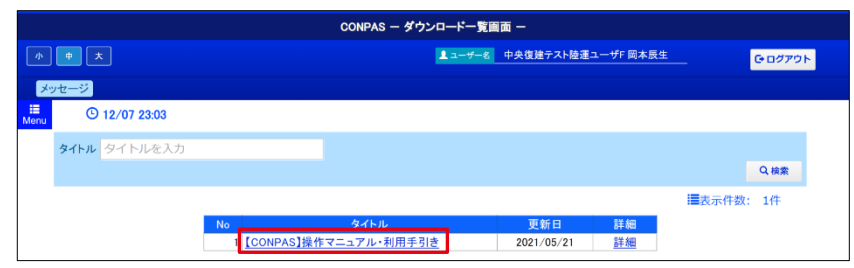 CONPAS － ダウンロード一覧画面 －
小 中 大 ユーザー名 中央復建テスト陸運ユーザF 岡本辰生 ログアウト
メッセージ
Menu 12/07 23:03
タイトル タイトルを入力
検索
表示件数: 1件
No タイトル 更新日 詳細
1 【CONPAS】操作マニュアル・利用手引き 2021/05/21 詳細